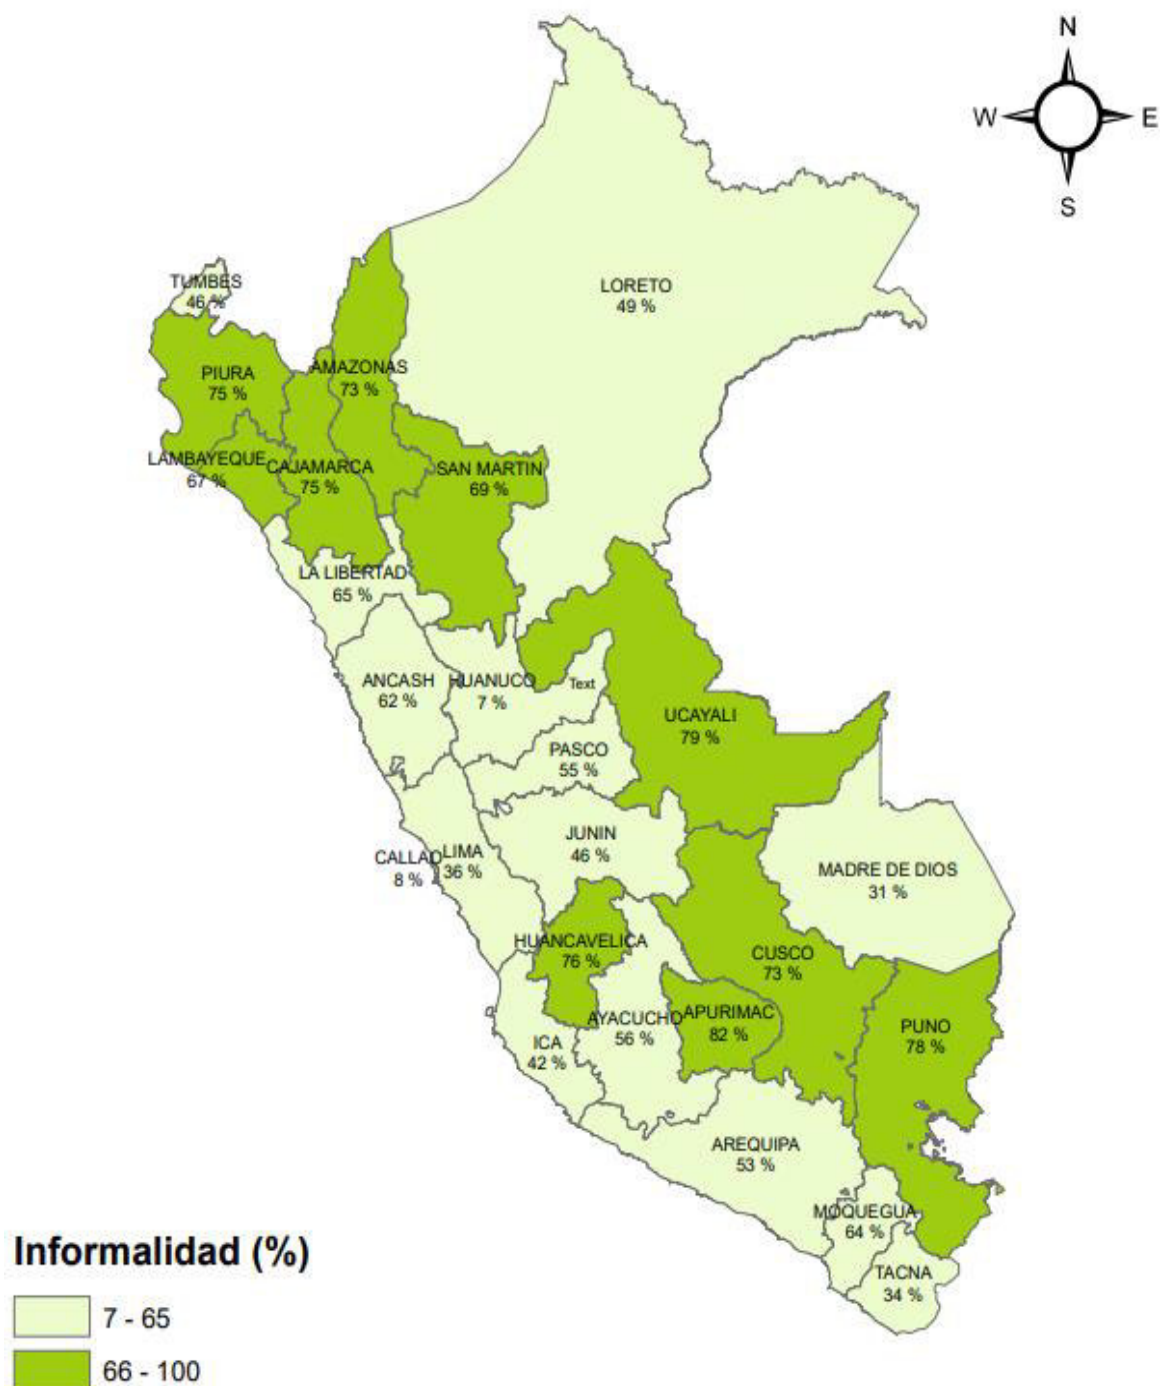 N
W
E
S
LORETO
49 %
TUMBES
46 %
PIURA
75 %
AMAZONAS
73 %
LAMBAYEQUE
67 %
CAJAMARCA
75 %
SAN MARTIN
69 %
LA LIBERTAD
65 %
ANCASH
62 %
HUANUCO
7 %
Text
UCAYALI
79 %
PASCO
55 %
JUNIN
46 %
CALLAO
8 %
LIMA
36 %
MADRE DE DIOS
31 %
HUANCAVELICA
76 %
CUSCO
73 %
AYACUCHO
56 %
APURIMAC
82 %
PUNO
78 %
ICA
42 %
AREQUIPA
53 %
MOQUEGUA
64 %
TACNA
34 %
Informalidad (%)
7 - 65
66 - 100